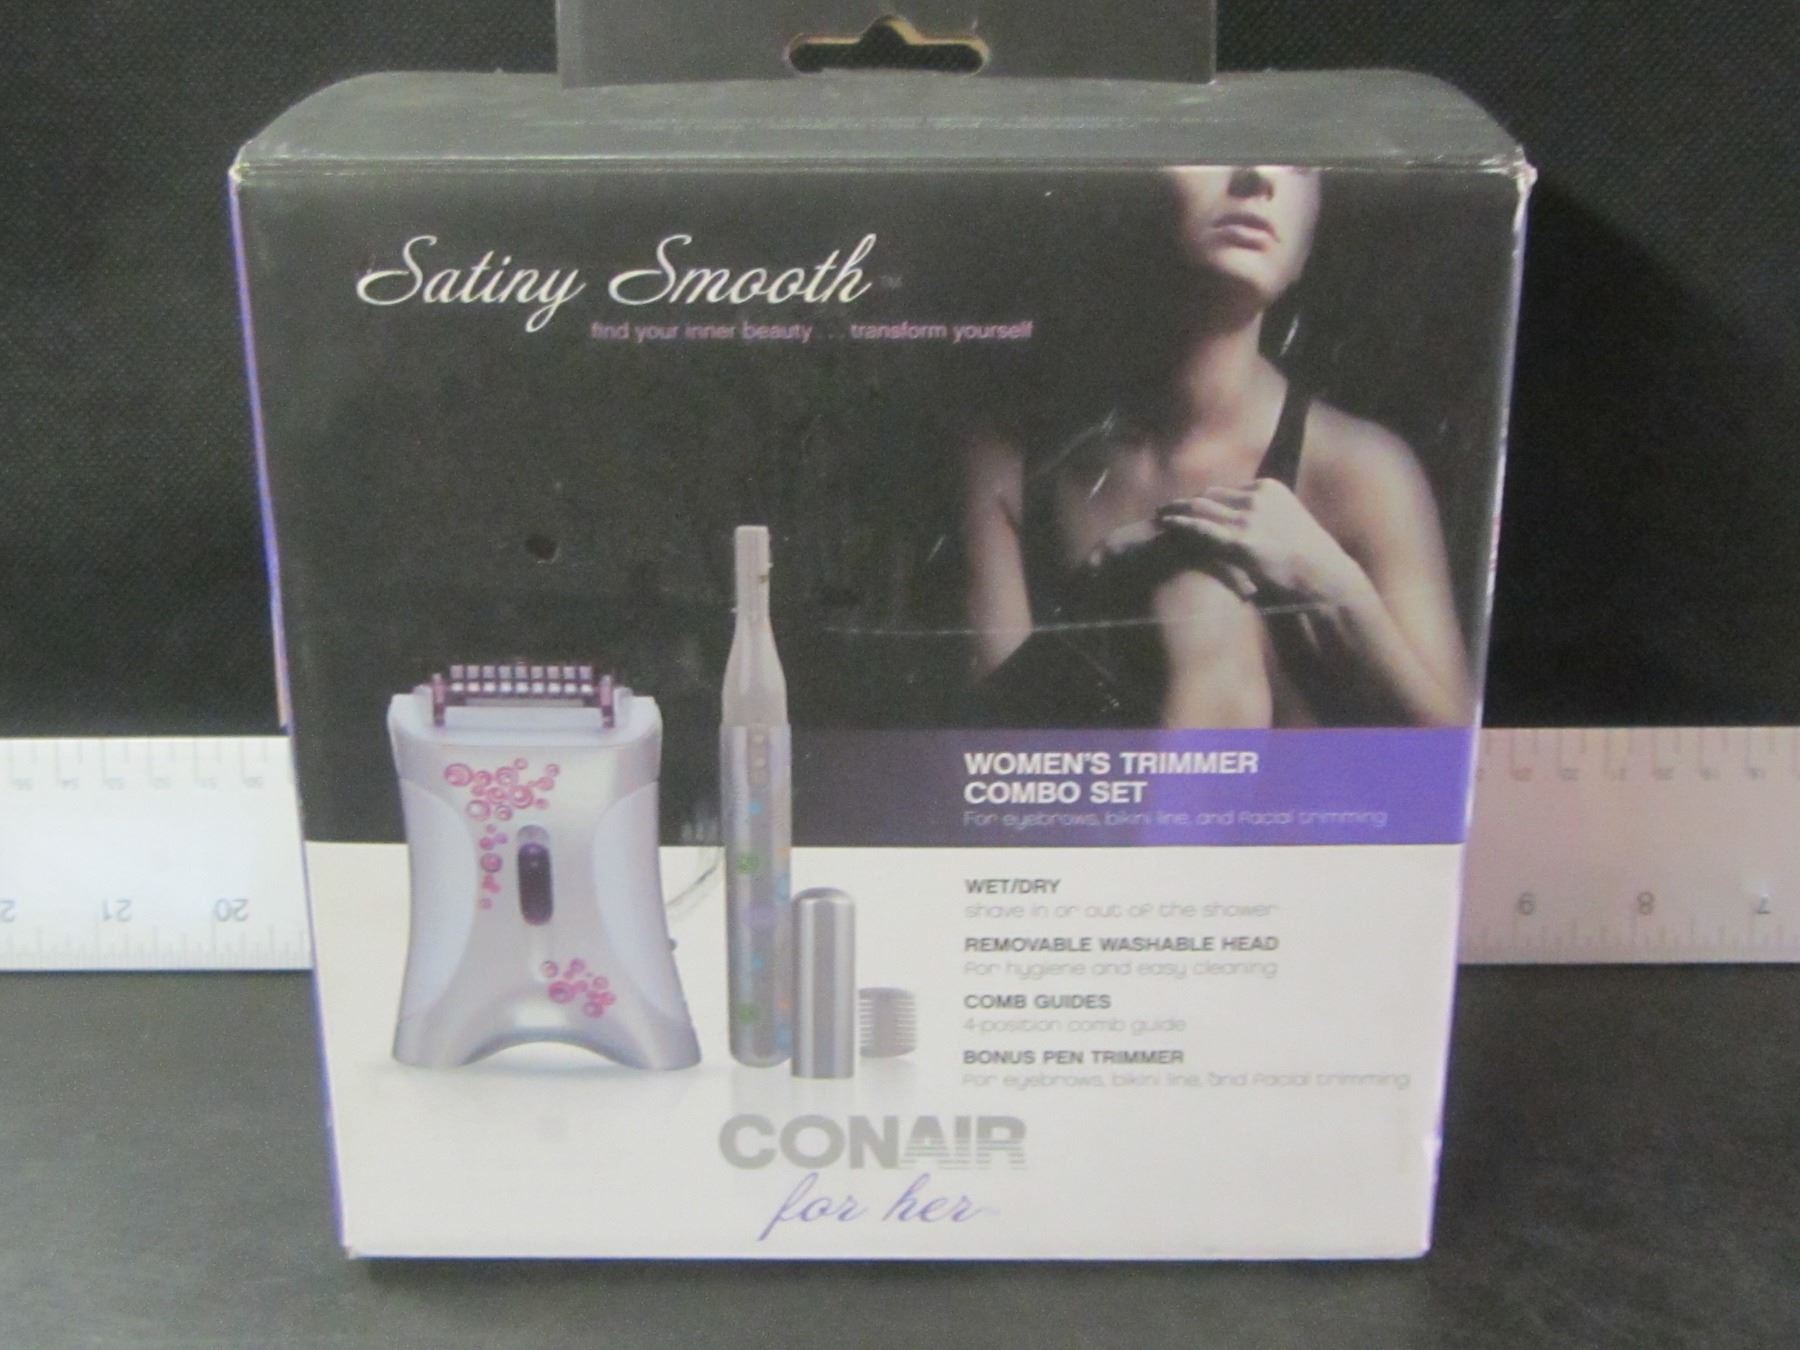 Satiny Smooth™
find your inner beauty ... transform yourself
WOMEN'S TRIMMER
COMBO SET
For eyebrows, bikini line, and facial trimming
WET/DRY
shave in or out of the shower
REMOVABLE WASHABLE HEAD
For hygiene and easy cleaning
COMB GUIDES
4-position comb guide
BONUS PEN TRIMMER
For eyebrows, bikini line, and facial trimming
CONAIR
for her
21 20
9 8 7